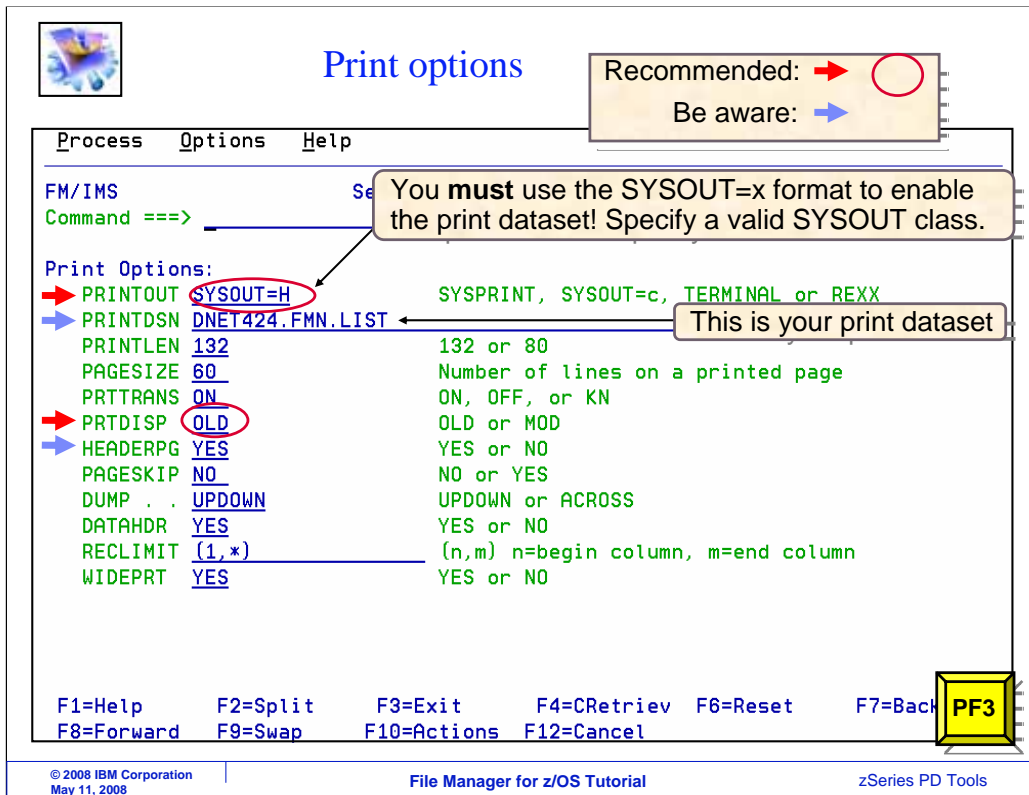 Print options
Recommended:
Be aware:
Process Options Help
FM/IMS Se
You must use the SYSOUT=x format to enable
the print dataset! Specify a valid SYSOUT class.
Command ===>
Print Options:
PRINTOUT SYSOUT=H SYSPRINT, SYSOUT=c, TERMINAL or REXX
PRINTDSN DNET424.FMN.LIST
This is your print dataset
PRINTLEN 132 132 or 80
PAGESIZE 60 Number of lines on a printed page
PRTTRANS ON ON, OFF, or KN
PRTDISP OLD OLD or MOD
HEADERPG YES YES or NO
PAGESKIP NO NO or YES
DUMP . . UPDOWN UPDOWN or ACROSS
DATAHDR YES YES or NO
RECLIMIT (1,*) (n,m) n=begin column, m=end column
WIDEPRT YES YES or NO
F1=Help F2=Split F3=Exit F4=CRetriev F6=Reset F7=Back
F8=Forward F9=Swap F10=Actions F12=Cancel
PF3
© 2008 IBM Corporation
May 11, 2008
File Manager for z/OS Tutorial
zSeries PD Tools